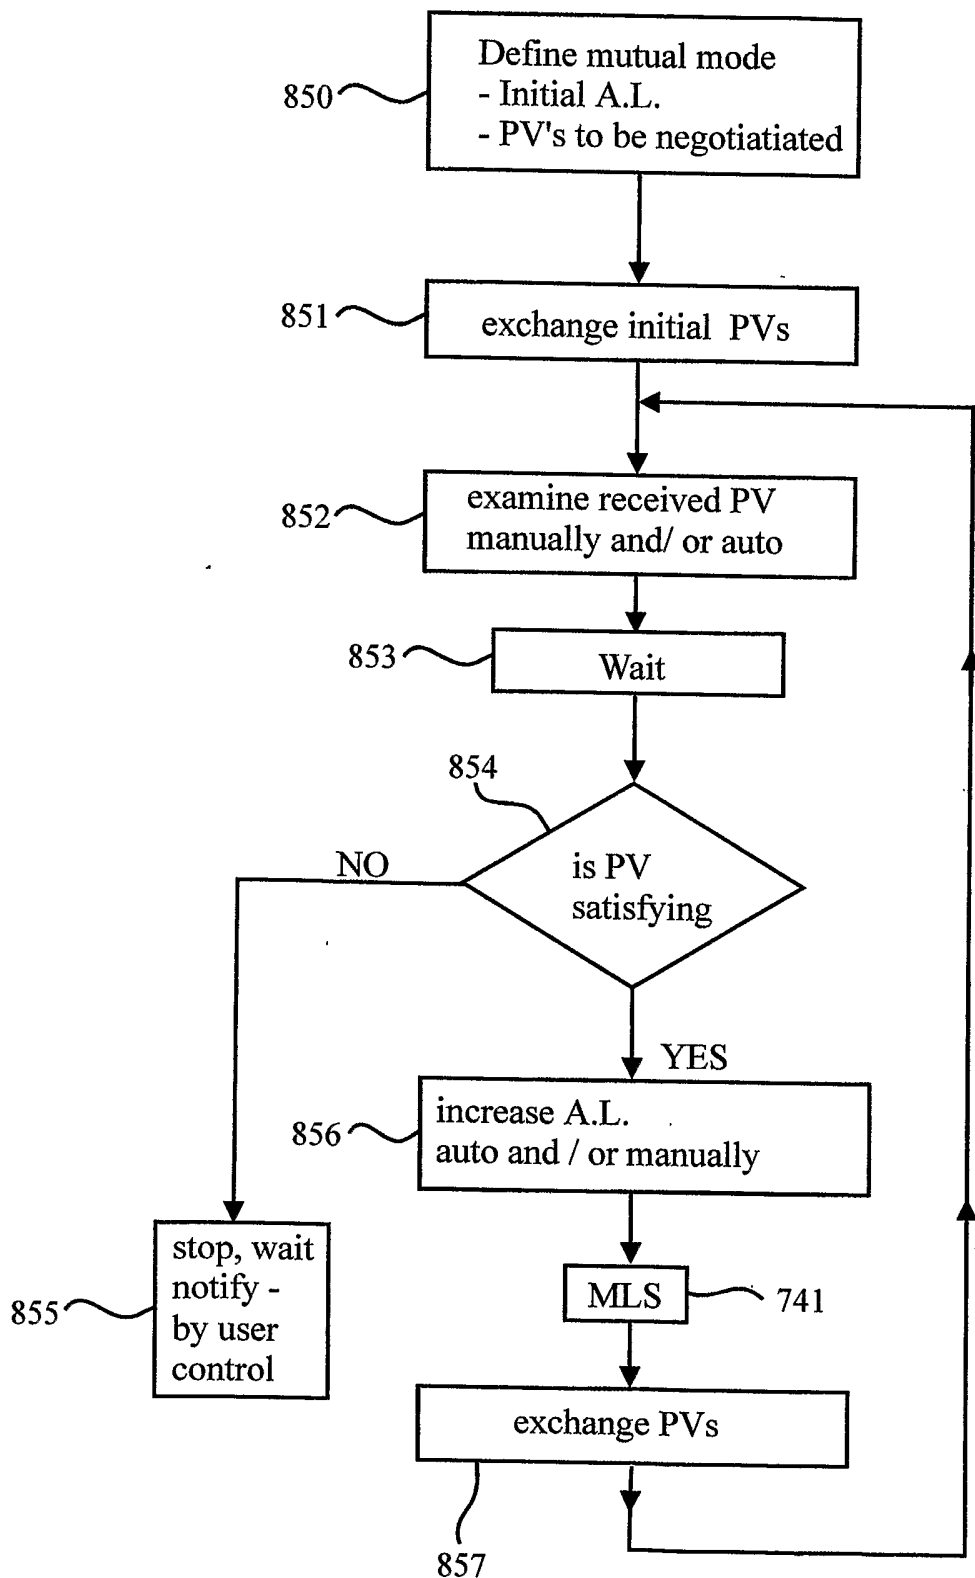 850
Define mutual mode
- Initial A.L.
- PV's to be negotiatiated
851
exchange initial PVs
852
examine received PV
manually and/ or auto
853
Wait
854
is PV
satisfying
NO
YES
856
increase A.L.
auto and / or manually
855
stop, wait
notify -
by user
control
MLS
741
exchange PVs
857